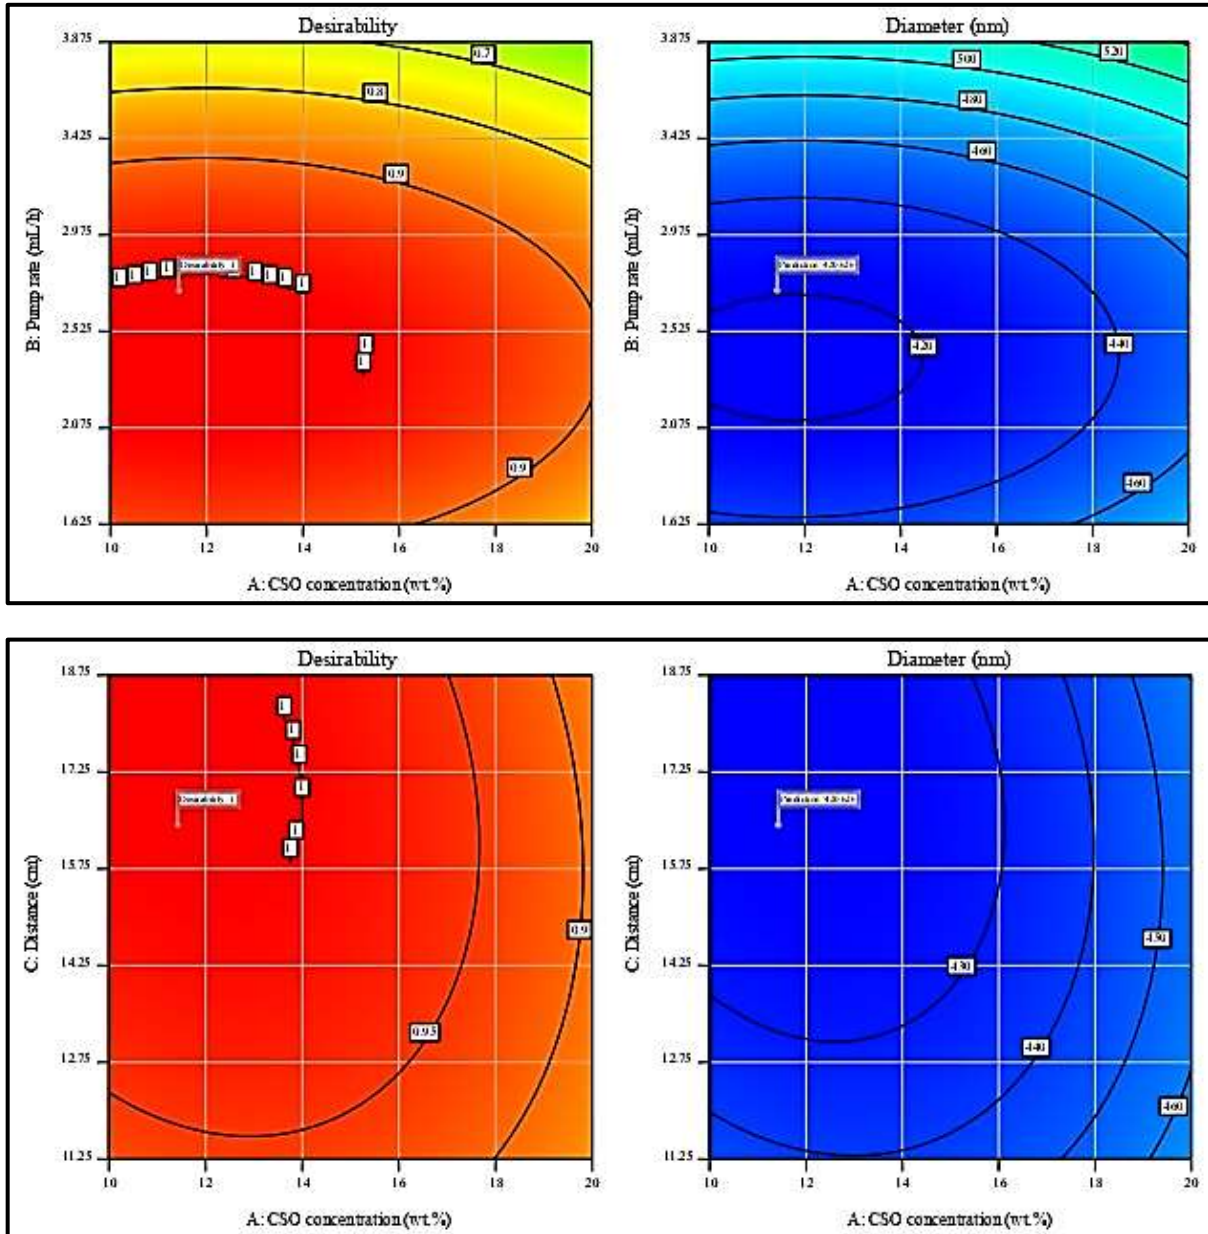 Desirability
Diameter (nm)
3.875
3.425
2.975
2.525
2.075
1.625
B: Pump rate (mL/h)
0.7
0.8
0.9
Desirability 1
1 1 1 1 1 1 1 1
1
1
0.9
10 12 14 16 18 20
A: CSO concentration (wt.%)
3.875
3.425
2.975
2.525
2.075
1.625
B: Pump rate (mL/h)
520
500
480
460
Prediction
420
440
460
10 12 14 16 18 20
A: CSO concentration (wt.%)
Desirability
Diameter (nm)
18.75
17.25
15.75
14.25
12.75
11.25
C: Distance (cm)
1
1
1
1
1
1
Desirability 1
0.9
0.95
10 12 14 16 18 20
A: CSO concentration (wt.%)
18.75
17.25
15.75
14.25
12.75
11.25
C: Distance (cm)
Prediction
450
430
440
460
10 12 14 16 18 20
A: CSO concentration (wt.%)